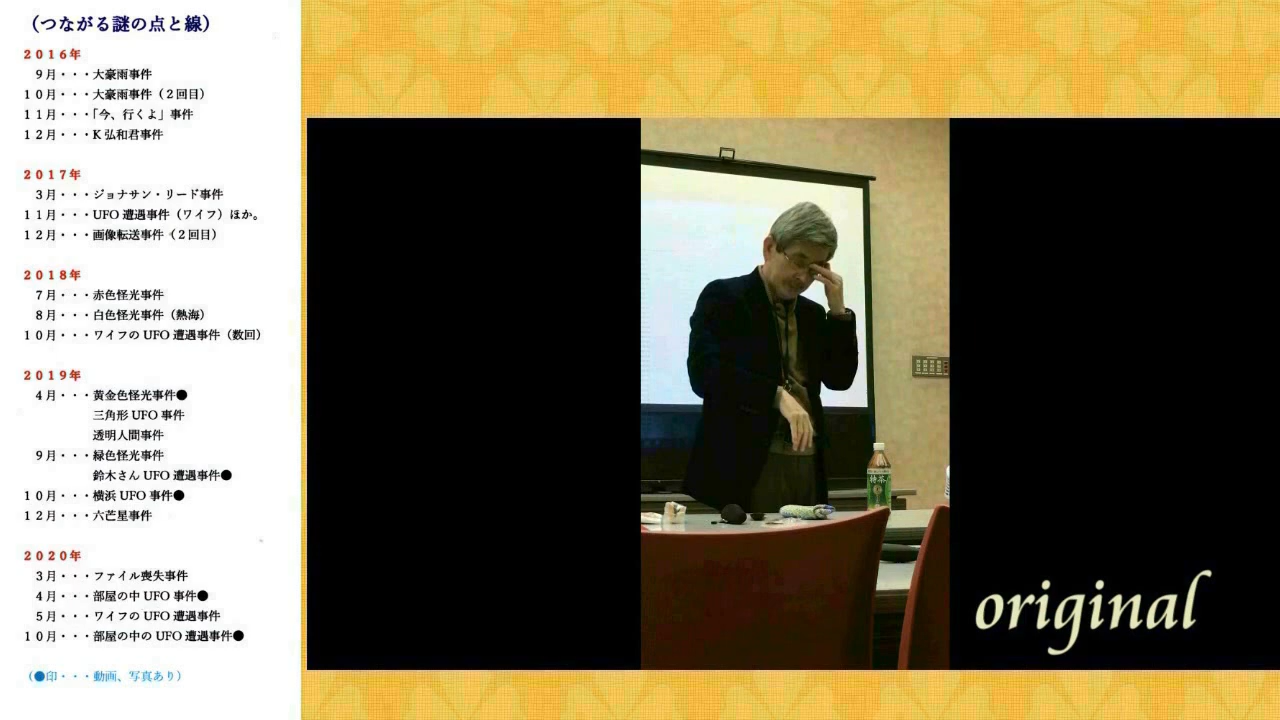 （つながる謎の点と線）
２０１６年
９月・・・大豪雨事件
１０月・・・大豪雨事件（２回目）
１１月・・・「今、行くよ」事件
１２月・・・K 弘和君事件
２０１７年
３月・・・ジョナサン・リード事件
１１月・・・UFO 遭遇事件（ワイフ）ほか。
１２月・・・画像転送事件（２回目）
２０１８年
７月・・・赤色怪光事件
８月・・・白色怪光事件（熱海）
１０月・・・ワイフの UFO 遭遇事件（数回）
２０１９年
４月・・・黄金色怪光事件●
三角形 UFO 事件
透明人間事件
９月・・・緑色怪光事件
鈴木さん UFO 遭遇事件●
１０月・・・横浜 UFO 事件●
１２月・・・六芒星事件
２０２０年
３月・・・ファイル喪失事件
４月・・・部屋の中 UFO 事件●
５月・・・ワイフの UFO 遭遇事件
１０月・・・部屋の中の UFO 遭遇事件●
（●印・・・動画、写真あり）
特茶
original